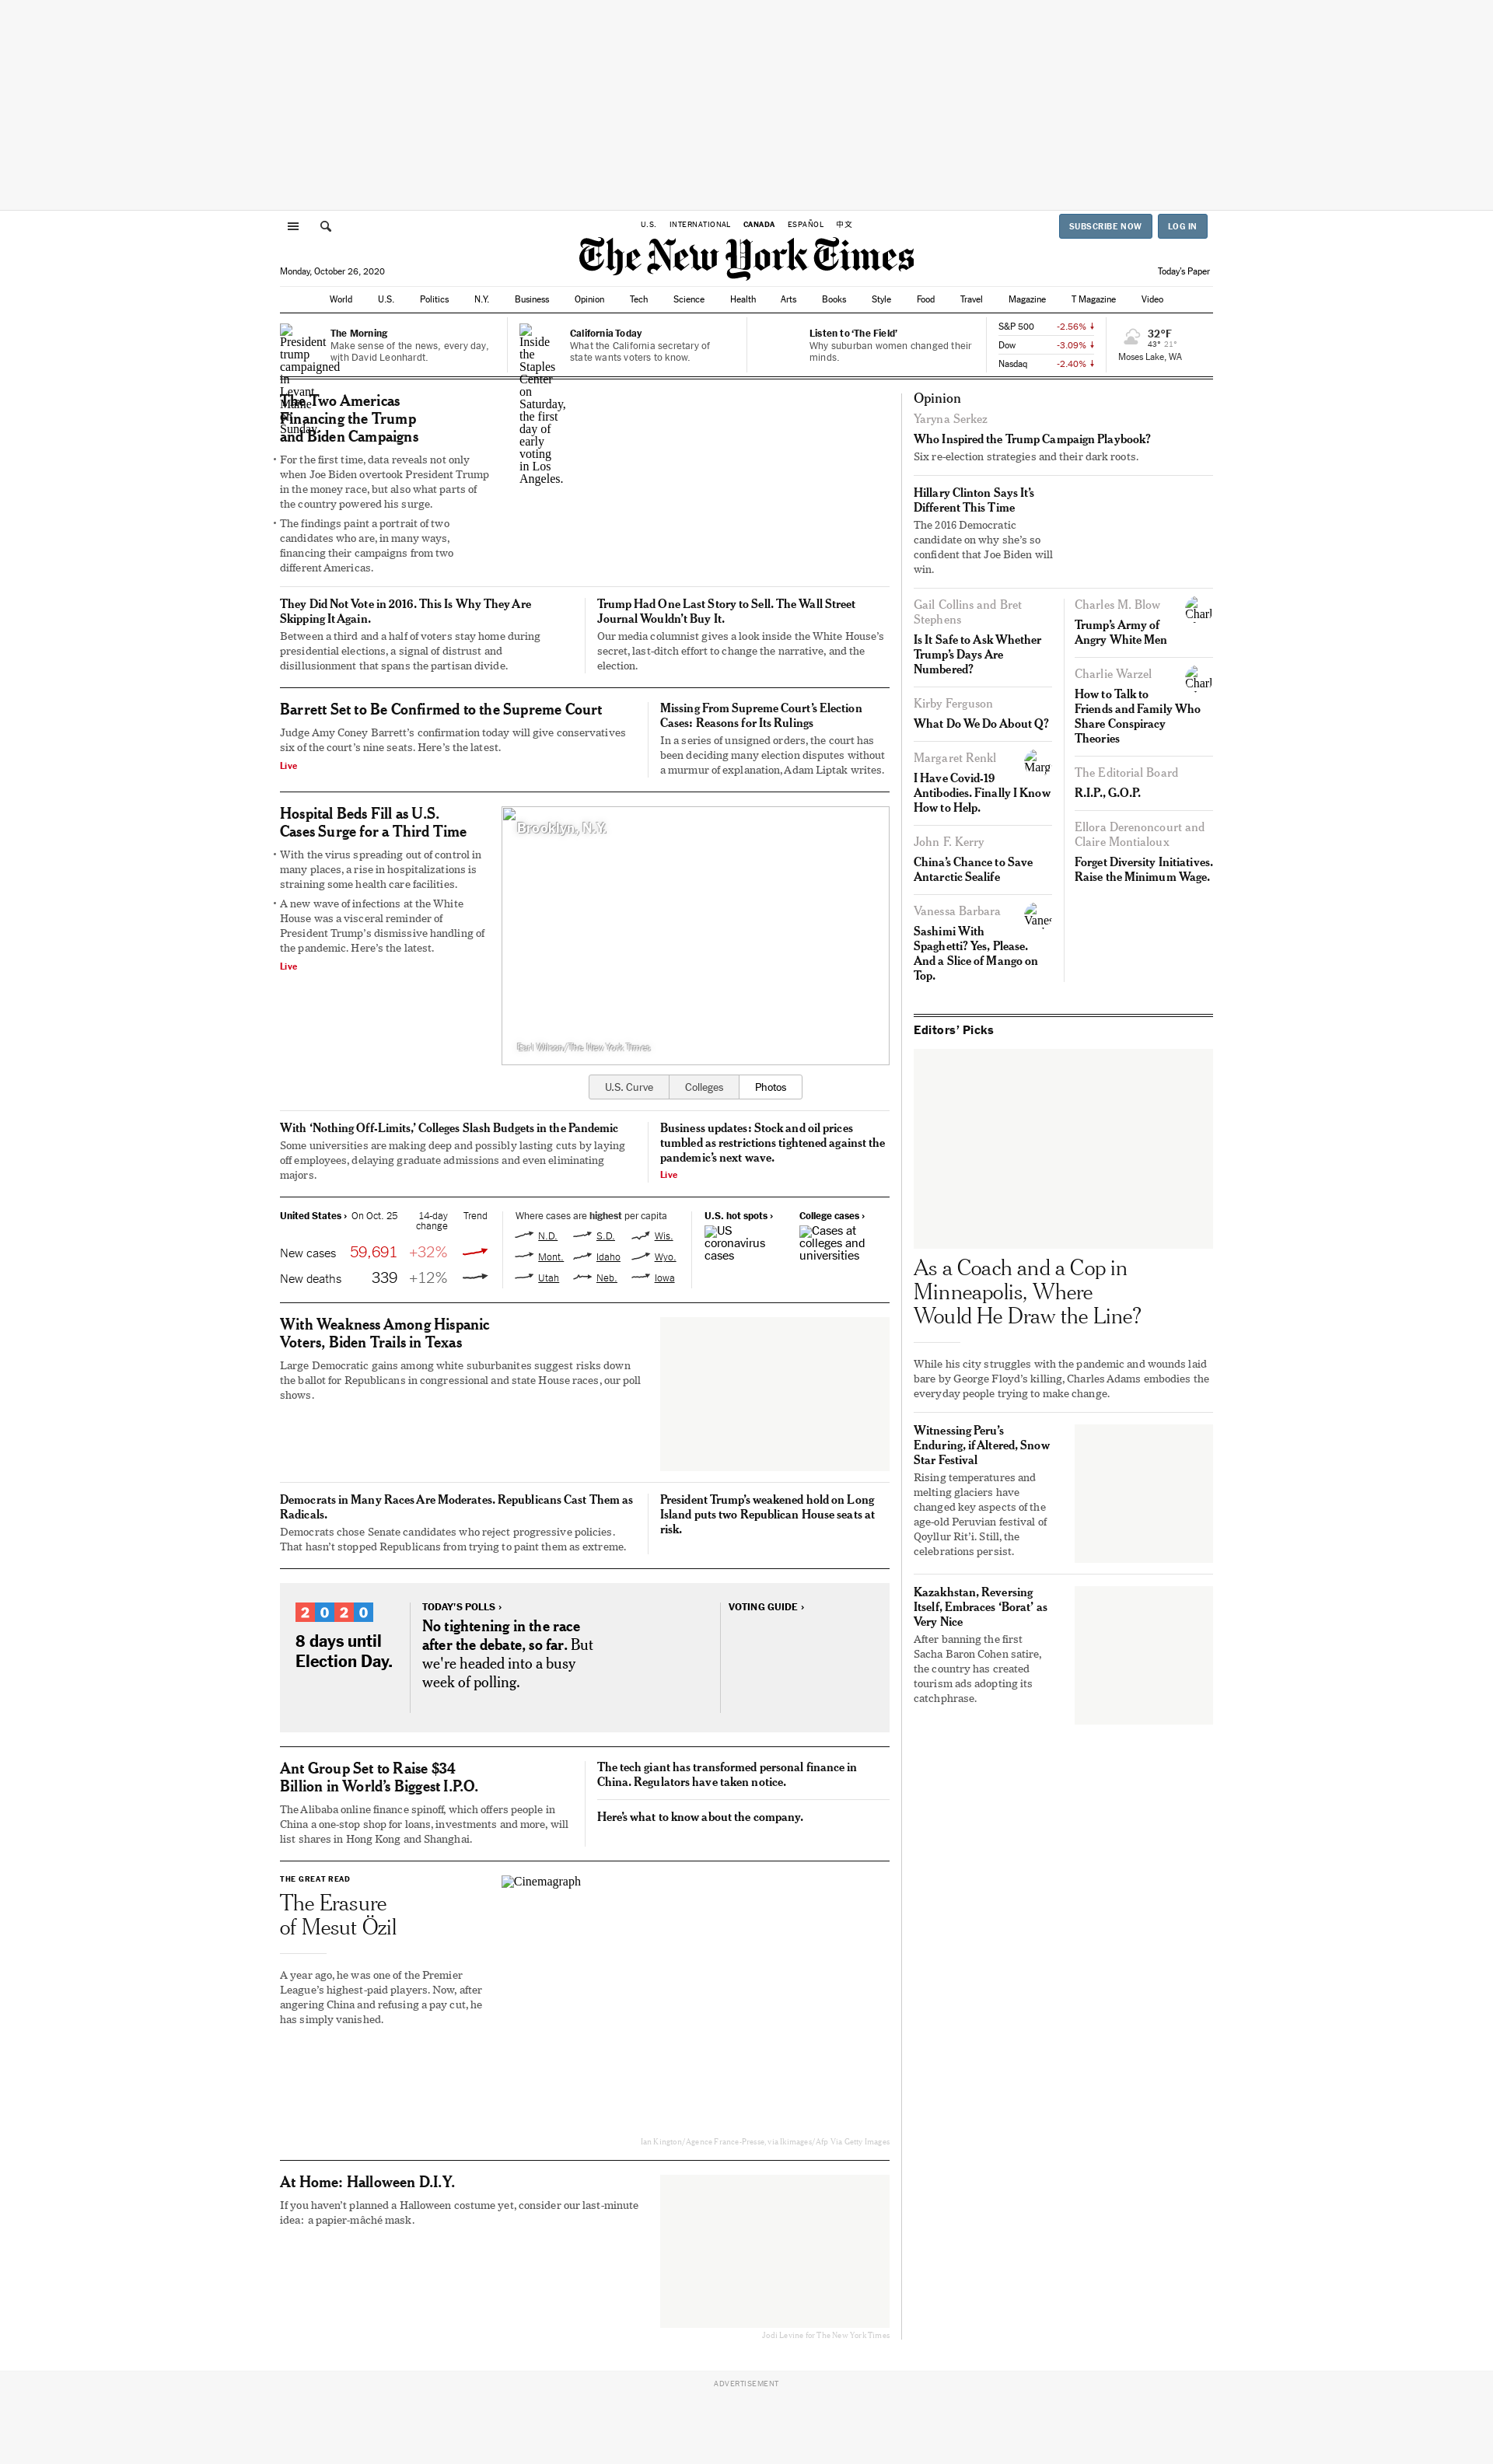 U.S. INTERNATIONAL CANADA ESPAÑOL 中文
SUBSCRIBE NOW LOG IN
The New York Times
Monday, October 26, 2020
Today's Paper
World U.S. Politics N.Y. Business Opinion Tech Science Health Arts Books Style Food Travel Magazine T Magazine Video
President
trump
campaigned
in
Levant,
Maine
on
Sunday.
The Morning
Make sense of the news, every day,
with David Leonhardt.
Inside
the
Staples
Center
on
Saturday,
the first
day of
early
voting
in Los
Angeles.
California Today
What the California secretary of
state wants voters to know.
Listen to ‘The Field’
Why suburban women changed their
minds.
S&P 500 -2.56%
Dow -3.09%
Nasdaq -2.40%
32°F
43° 21°
Moses Lake, WA
The Two Americas
Financing the Trump
and Biden Campaigns
• For the first time, data reveals not only
when Joe Biden overtook President Trump
in the money race, but also what parts of
the country powered his surge.
• The findings paint a portrait of two
candidates who are, in many ways,
financing their campaigns from two
different Americas.
They Did Not Vote in 2016. This Is Why They Are
Skipping It Again.
Between a third and a half of voters stay home during
presidential elections, a signal of distrust and
disillusionment that spans the partisan divide.
Trump Had One Last Story to Sell. The Wall Street
Journal Wouldn’t Buy It.
Our media columnist gives a look inside the White House’s
secret, last-ditch effort to change the narrative, and the
election.
Barrett Set to Be Confirmed to the Supreme Court
Judge Amy Coney Barrett’s confirmation today will give conservatives
six of the court’s nine seats. Here’s the latest.
Live
Missing From Supreme Court’s Election
Cases: Reasons for Its Rulings
In a series of unsigned orders, the court has
been deciding many election disputes without
a murmur of explanation, Adam Liptak writes.
Hospital Beds Fill as U.S.
Cases Surge for a Third Time
• With the virus spreading out of control in
many places, a rise in hospitalizations is
straining some health care facilities.
• A new wave of infections at the White
House was a visceral reminder of
President Trump’s dismissive handling of
the pandemic. Here’s the latest.
Live
Brooklyn, N.Y.
Earl Wilson/The New York Times
U.S. Curve Colleges Photos
With ‘Nothing Off-Limits,’ Colleges Slash Budgets in the Pandemic
Some universities are making deep and possibly lasting cuts by laying
off employees, delaying graduate admissions and even eliminating
majors.
Business updates: Stock and oil prices
tumbled as restrictions tightened against the
pandemic’s next wave.
Live
United States › On Oct. 25 14-day
change Trend
New cases 59,691 +32%
New deaths 339 +12%
Where cases are highest per capita
N.D. S.D. Wis.
Mont. Idaho Wyo.
Utah Neb. Iowa
U.S. hot spots ›
US
coronavirus
cases
College cases ›
Cases at
colleges and
universities
With Weakness Among Hispanic
Voters, Biden Trails in Texas
Large Democratic gains among white suburbanites suggest risks down
the ballot for Republicans in congressional and state House races, our poll
shows.
Democrats in Many Races Are Moderates. Republicans Cast Them as
Radicals.
Democrats chose Senate candidates who reject progressive policies.
That hasn’t stopped Republicans from trying to paint them as extreme.
President Trump’s weakened hold on Long
Island puts two Republican House seats at
risk.
2020
8 days until
Election Day.
TODAY’S POLLS ›
No tightening in the race
after the debate, so far. But
we're headed into a busy
week of polling.
VOTING GUIDE ›
Ant Group Set to Raise $34
Billion in World’s Biggest I.P.O.
The Alibaba online finance spinoff, which offers people in
China a one-stop shop for loans, investments and more, will
list shares in Hong Kong and Shanghai.
The tech giant has transformed personal finance in
China. Regulators have taken notice.
Here’s what to know about the company.
THE GREAT READ
The Erasure
of Mesut Özil
A year ago, he was one of the Premier
League’s highest-paid players. Now, after
angering China and refusing a pay cut, he
has simply vanished.
Cinemagraph
Ian Kington/Agence France-Presse, via Ikimages/Afp Via Getty Images
At Home: Halloween D.I.Y.
If you haven’t planned a Halloween costume yet, consider our last-minute
idea: a papier-mâché mask.
Jodi Levine for The New York Times
Opinion
Yaryna Serkez
Who Inspired the Trump Campaign Playbook?
Six re-election strategies and their dark roots.
Hillary Clinton Says It’s
Different This Time
The 2016 Democratic
candidate on why she’s so
confident that Joe Biden will
win.
Gail Collins and Bret
Stephens
Is It Safe to Ask Whether
Trump’s Days Are
Numbered?
Kirby Ferguson
What Do We Do About Q?
Margaret Renkl
I Have Covid-19
Antibodies. Finally I Know
How to Help.
John F. Kerry
China’s Chance to Save
Antarctic Sealife
Vanessa Barbara
Sashimi With
Spaghetti? Yes, Please.
And a Slice of Mango on
Top.
Charles M. Blow
Trump’s Army of
Angry White Men
Charlie Warzel
How to Talk to
Friends and Family Who
Share Conspiracy
Theories
The Editorial Board
R.I.P., G.O.P.
Ellora Derenoncourt and
Claire Montialoux
Forget Diversity Initiatives.
Raise the Minimum Wage.
Editors’ Picks
As a Coach and a Cop in
Minneapolis, Where
Would He Draw the Line?
While his city struggles with the pandemic and wounds laid
bare by George Floyd’s killing, Charles Adams embodies the
everyday people trying to make change.
Witnessing Peru’s
Enduring, if Altered, Snow
Star Festival
Rising temperatures and
melting glaciers have
changed key aspects of the
age-old Peruvian festival of
Qoyllur Rit’i. Still, the
celebrations persist.
Kazakhstan, Reversing
Itself, Embraces ‘Borat’ as
Very Nice
After banning the first
Sacha Baron Cohen satire,
the country has created
tourism ads adopting its
catchphrase.
ADVERTISEMENT